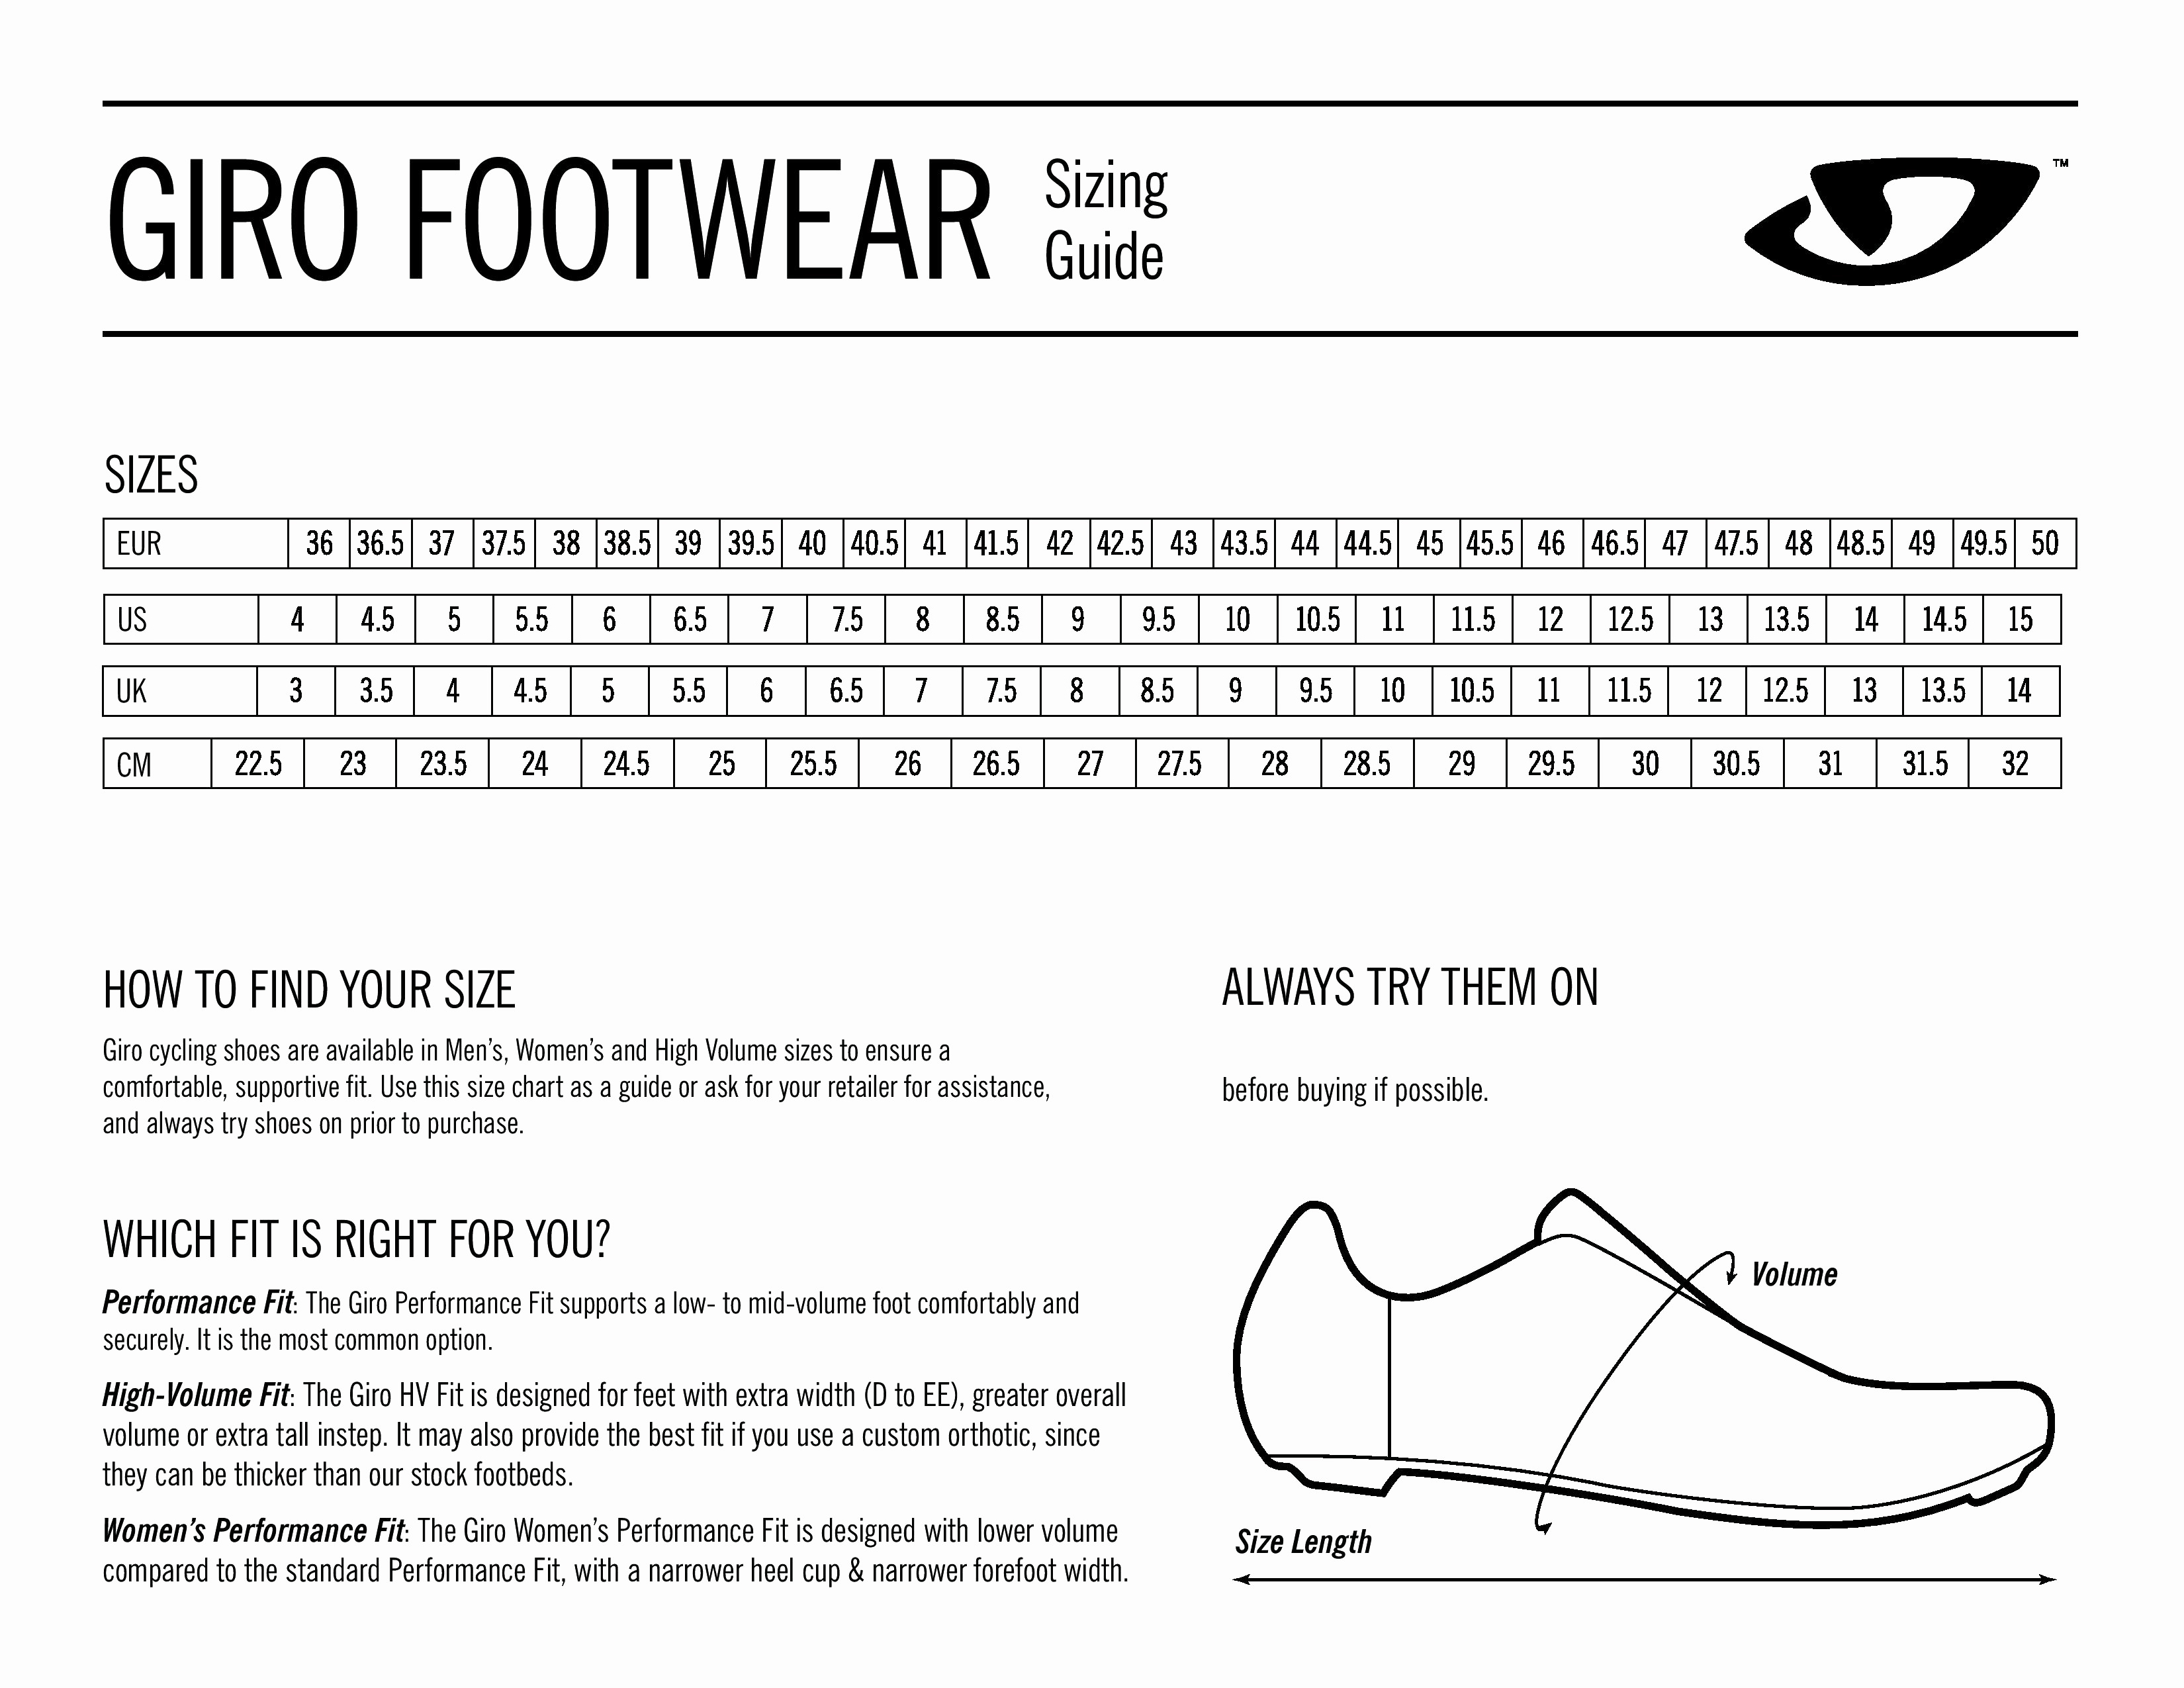 GIRO FOOTWEAR
Sizing
Guide
TM
SIZES
EUR 36 36.5 37 37.5 38 38.5 39 39.5 40 40.5 41 41.5 42 42.5 43 43.5 44 44.5 45 45.5 46 46.5 47 47.5 48 48.5 49 49.5 50
US 4 4.5 5 5.5 6 6.5 7 7.5 8 8.5 9 9.5 10 10.5 11 11.5 12 12.5 13 13.5 14 14.5 15
UK 3 3.5 4 4.5 5 5.5 6 6.5 7 7.5 8 8.5 9 9.5 10 10.5 11 11.5 12 12.5 13 13.5 14
CM 22.5 23 23.5 24 24.5 25 25.5 26 26.5 27 27.5 28 28.5 29 29.5 30 30.5 31 31.5 32
HOW TO FIND YOUR SIZE
Giro cycling shoes are available in Men’s, Women’s and High Volume sizes to ensure a
comfortable, supportive fit. Use this size chart as a guide or ask for your retailer for assistance,
and always try shoes on prior to purchase.
WHICH FIT IS RIGHT FOR YOU?
Performance Fit: The Giro Performance Fit supports a low- to mid-volume foot comfortably and
securely. It is the most common option.
High-Volume Fit: The Giro HV Fit is designed for feet with extra width (D to EE), greater overall
volume or extra tall instep. It may also provide the best fit if you use a custom orthotic, since
they can be thicker than our stock footbeds.
Women’s Performance Fit: The Giro Women’s Performance Fit is designed with lower volume
compared to the standard Performance Fit, with a narrower heel cup & narrower forefoot width.
ALWAYS TRY THEM ON
before buying if possible.
Volume
Size Length